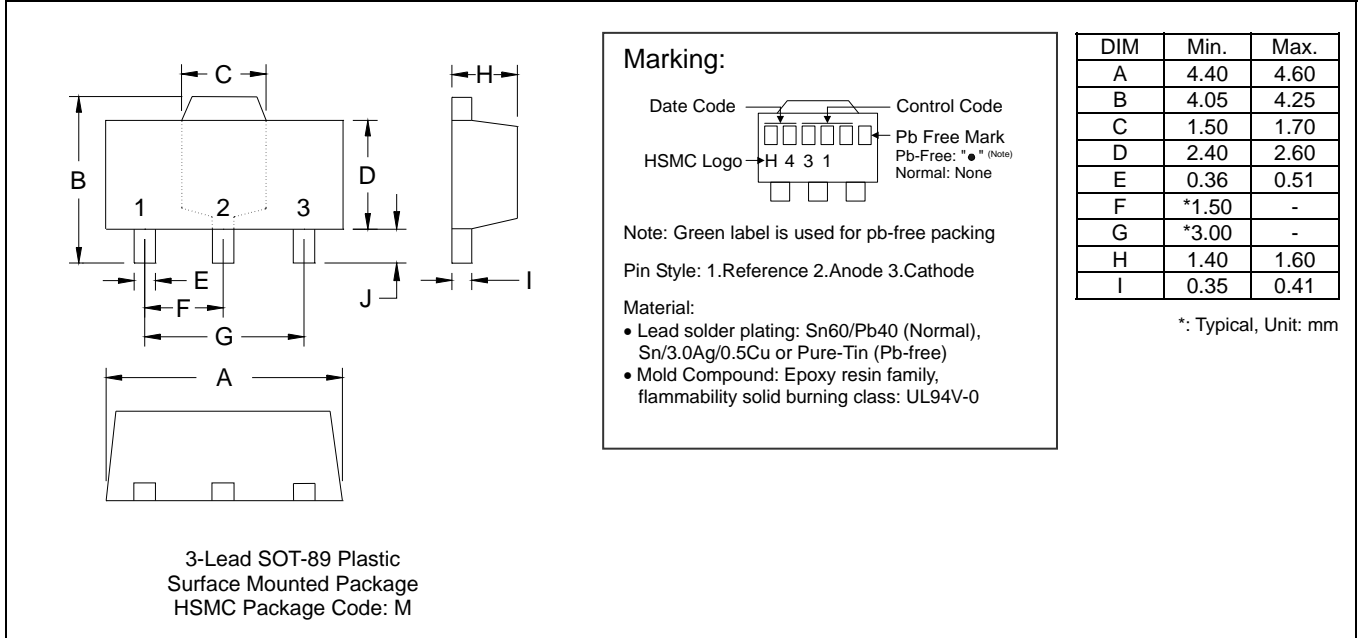 C
H
B
D
1 2 3
E
F
G
J
I
A
3-Lead SOT-89 Plastic
Surface Mounted Package
HSMC Package Code: M
Marking:
Date Code
Control Code
Pb Free Mark
Pb-Free: "●" (Note)
Normal: None
HSMC Logo
H 4 3 1
Note: Green label is used for pb-free packing
Pin Style: 1.Reference 2.Anode 3.Cathode
Material:
• Lead solder plating: Sn60/Pb40 (Normal),
Sn/3.0Ag/0.5Cu or Pure-Tin (Pb-free)
• Mold Compound: Epoxy resin family,
flammability solid burning class: UL94V-0
DIM Min. Max.
A 4.40 4.60
B 4.05 4.25
C 1.50 1.70
D 2.40 2.60
E 0.36 0.51
F *1.50 -
G *3.00 -
H 1.40 1.60
I 0.35 0.41
*: Typical, Unit: mm